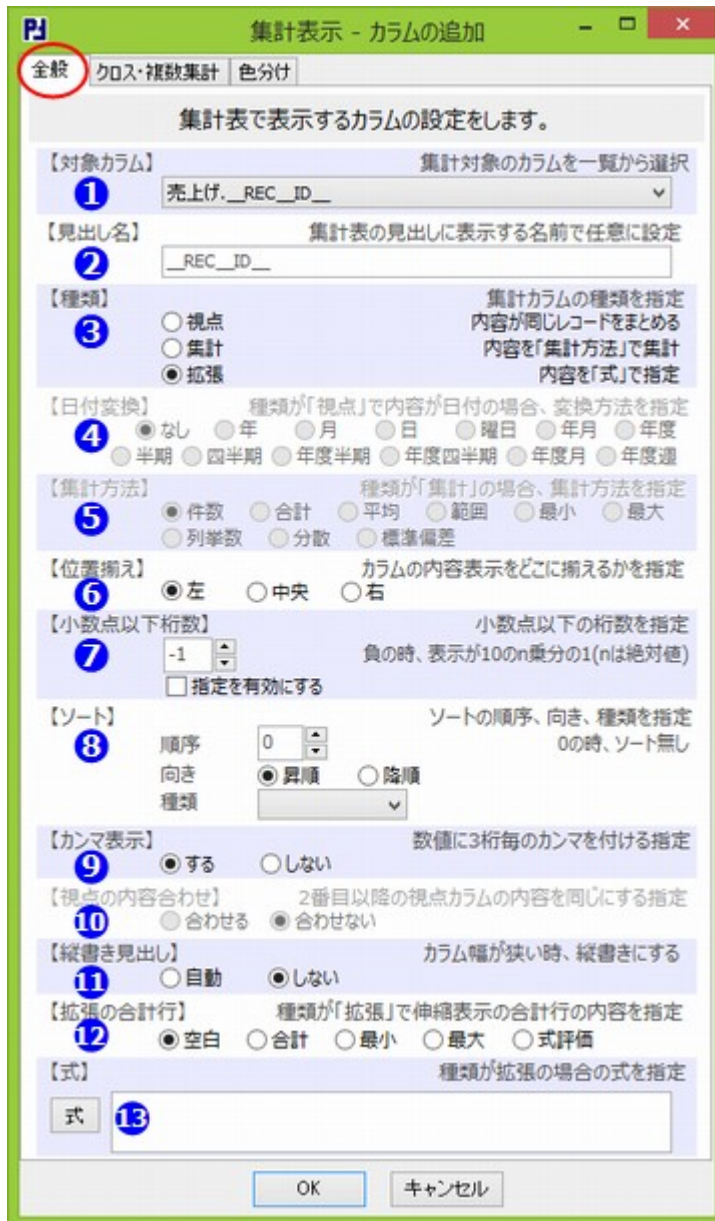 集計表示 - カラムの追加
全般 クロス・複数集計 色分け
集計表で表示するカラムの設定をします。
【対象カラム】 集計対象のカラムを一覧から選択
1 売上げ.__REC__ID__
【見出し名】 集計表の見出しに表示する名前で任意に設定
2 __REC__ID__
【種類】 集計カラムの種類を指定
3 視点 内容が同じレコードをまとめる
集計 内容を「集計方法」で集計
拡張 内容を「式」で指定
【日付変換】 種類が「視点」で内容が日付の場合、変換方法を指定
4 なし 年 月 日 曜日 年月 年度
半期 四半期 年度半期 年度四半期 年度月 年度週
【集計方法】 種類が「集計」の場合、集計方法を指定
5 件数 合計 平均 範囲 最小 最大
列挙数 分散 標準偏差
【位置揃え】 カラムの内容表示をどこに揃えるかを指定
6 左 中央 右
【小数点以下桁数】 小数点以下の桁数を指定
7 -1 負の時、表示が10のn乗分の1(nは絶対値)
指定を有効にする
【ソート】 ソートの順序、向き、種類を指定
8 順序 0 0の時、ソート無し
向き 昇順 降順
種類
【カンマ表示】 数値に3桁毎のカンマを付ける指定
9 する しない
【視点の内容合わせ】 2番目以降の視点カラムの内容を同じにする指定
10 合わせる 合わせない
【縦書き見出し】 カラム幅が狭い時、縦書きにする
11 自動 しない
【拡張の合計行】 種類が「拡張」で伸縮表示の合計行の内容を指定
12 空白 合計 最小 最大 式評価
【式】 種類が拡張の場合の式を指定
式 13
OK キャンセル